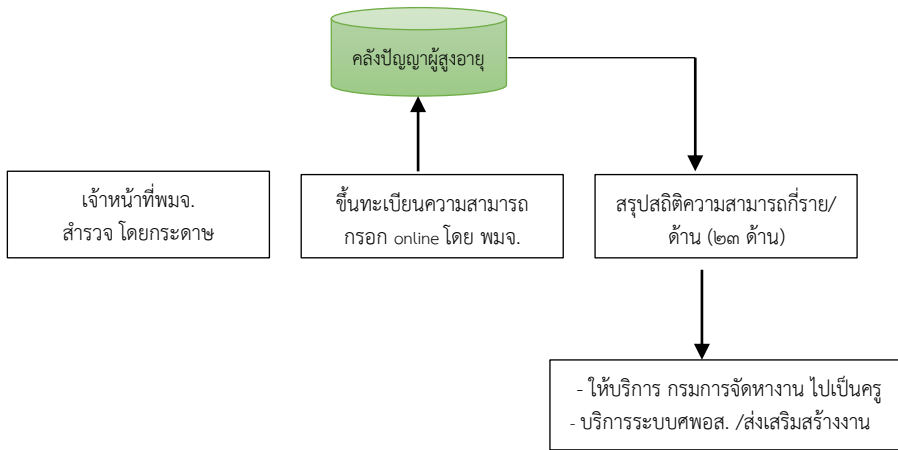 คลังปัญญาผู้สูงอายุ
เจ้าหน้าที่พมจ.
สำรวจ โดยกระดาษ
ขึ้นทะเบียนความสามารถ
กรอก online โดย พมจ.
สรุปสถิติความสามารถกี่ราย/
ด้าน (๒๓ ด้าน)
- ให้บริการ กรมการจัดหางาน ไปเป็นครู
- บริการระบบศพอส. /ส่งเสริมสร้างงาน